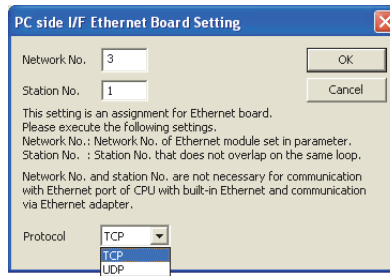 PC side I/F Ethernet Board Setting
Network No. 3
OK
Station No. 1
Cancel
This setting is an assignment for Ethernet board.
Please execute the following settings.
Network No.: Network No. of Ethernet module set in parameter.
Station No. : Station No. that does not overlap on the same loop.
Network No. and station No. are not necessary for communication
with Ethernet port of CPU with built-in Ethernet and communication
via Ethernet adapter.
Protocol TCP
TCP
UDP